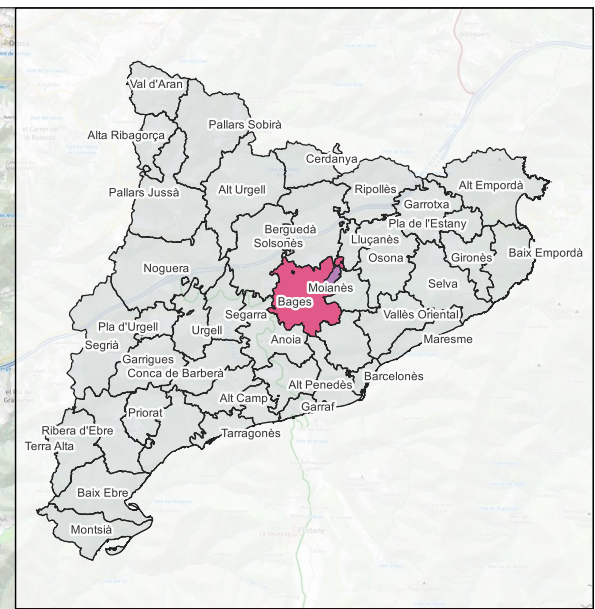 Val d'Aran
Pallars Sobirà
Alta Ribagorça
Cerdanya
Pallars Jussà
Alt Urgell
Ripollès
Alt Empordà
Garrotxa
Pla de l'Estany
Berguedà
Solsonès
Lluçanès
Osona
Gironès
Baix Empordà
Noguera
Moianès
Selva
Bages
Segarra
Vallès Oriental
Pla d'Urgell
Urgell
Anoia
Maresme
Segrià
Garrigues
Conca de Barberà
Barcelonès
Alt Penedès
Alt Camp
Garraf
Priorat
Ribera d'Ebre
Tarragonès
Terra Alta
Baix Ebre
Montsià